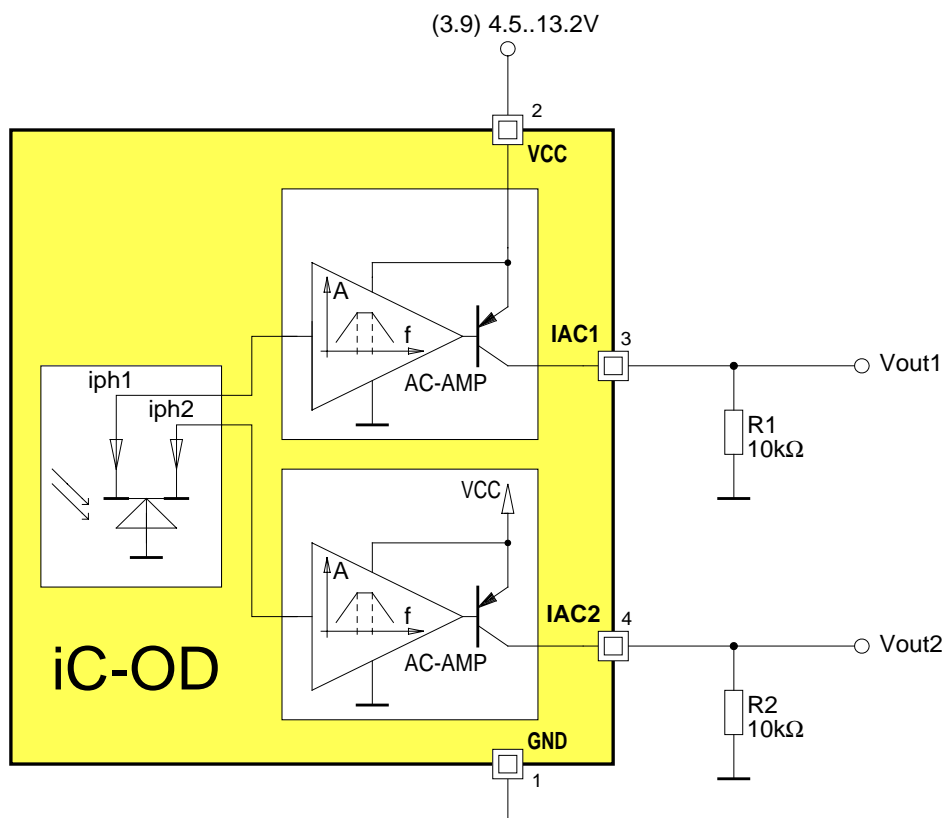 (3.9) 4.5..13.2V
2
VCC
A
f
AC-AMP
IAC1
3
Vout1
R1
10kΩ
iph1
iph2
VCC
A
f
AC-AMP
IAC2
4
Vout2
R2
10kΩ
iC-OD
GND
1